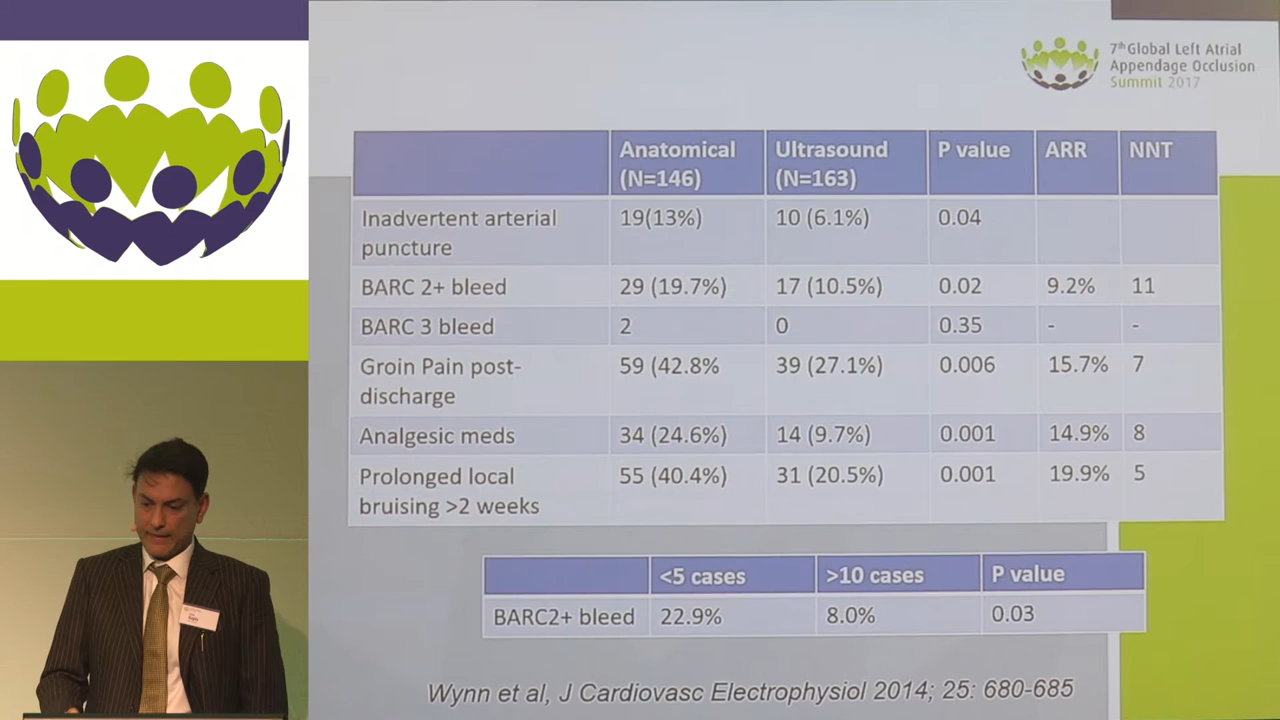 7th Global Left Atrial
Appendage Occlusion
Summit 2017
Anatomical (N=146) Ultrasound (N=163) P value ARR NNT
Inadvertent arterial puncture 19(13%) 10 (6.1%) 0.04
BARC 2+ bleed 29 (19.7%) 17 (10.5%) 0.02 9.2% 11
BARC 3 bleed 2 0 0.35 - -
Groin Pain post-discharge 59 (42.8% 39 (27.1%) 0.006 15.7% 7
Analgesic meds 34 (24.6%) 14 (9.7%) 0.001 14.9% 8
Prolonged local bruising >2 weeks 55 (40.4%) 31 (20.5%) 0.001 19.9% 5
<5 cases >10 cases P value
BARC2+ bleed 22.9% 8.0% 0.03
Wynn et al, J Cardiovasc Electrophysiol 2014; 25: 680-685